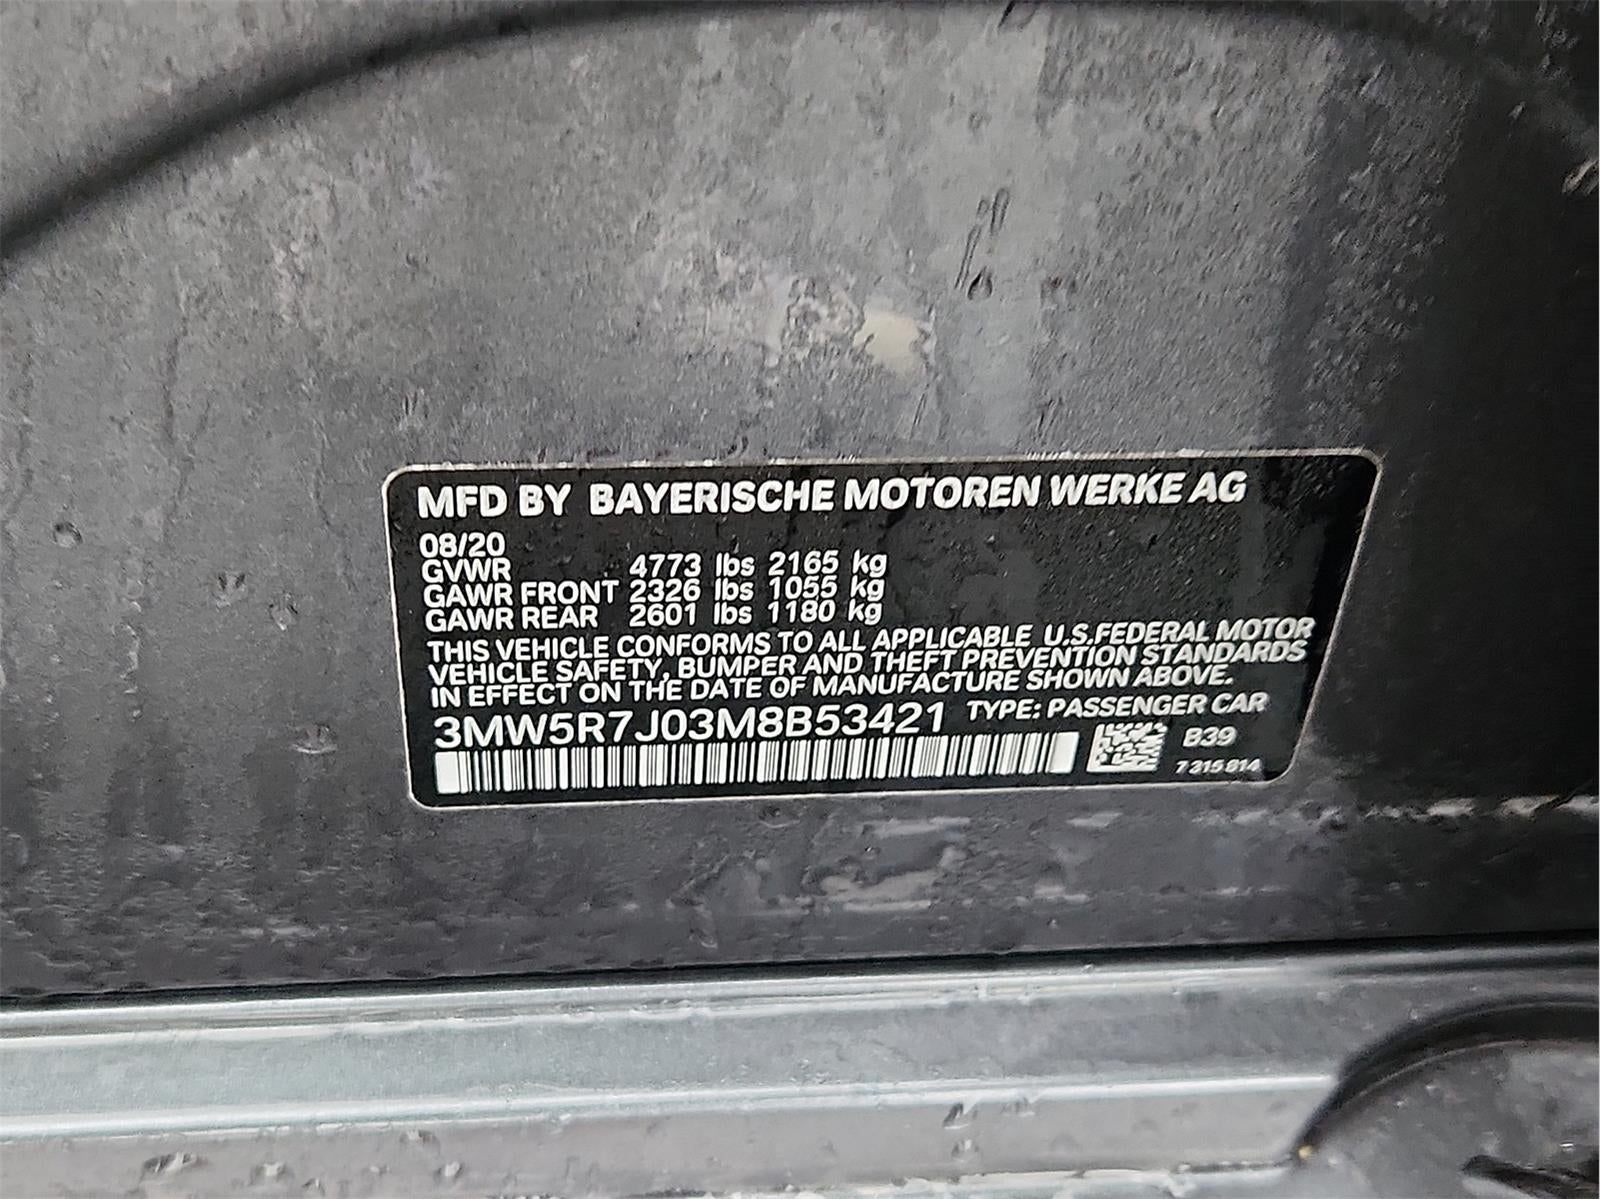 MFD BY BAYERISCHE MOTOREN WERKE AG
08/20
GVWR 4773 lbs 2165 kg
GAWR FRONT 2326 lbs 1055 kg
GAWR REAR 2601 lbs 1180 kg
THIS VEHICLE CONFORMS TO ALL APPLICABLE U.S.FEDERAL MOTOR
VEHICLE SAFETY, BUMPER AND THEFT PREVENTION STANDARDS
IN EFFECT ON THE DATE OF MANUFACTURE SHOWN ABOVE.
3MW5R7J03M8B53421 TYPE: PASSENGER CAR
B39
7 315 814